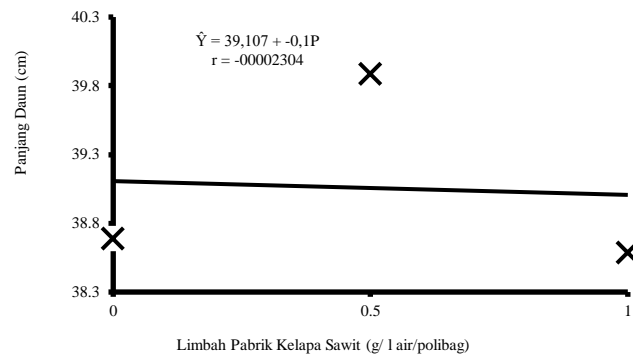 Ŷ = 39,107 + -0,1P
r = -00002304
Panjang Daun (cm)
40.3
39.8
39.3
38.8
38.3
0
0.5
1
Limbah Pabrik Kelapa Sawit (g/ l air/polibag)